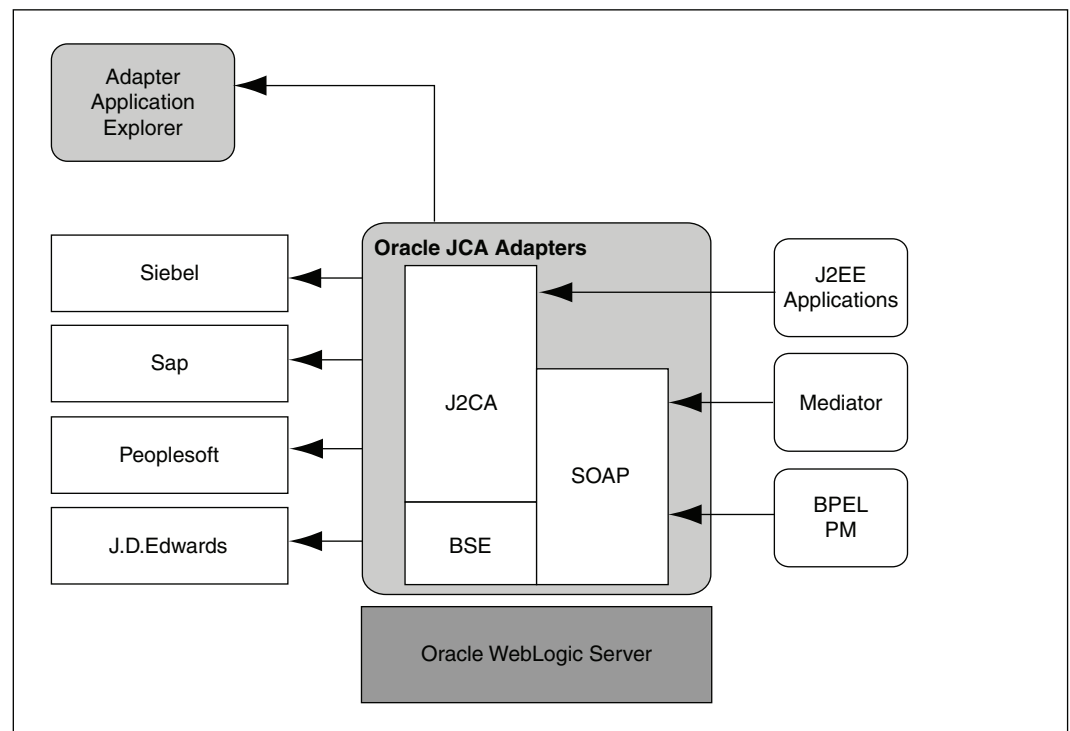 Adapter
Application
Explorer
Oracle JCA Adapters
Siebel
Sap
Peoplesoft
J.D.Edwards
J2CA
BSE
SOAP
J2EE
Applications
Mediator
BPEL
PM
Oracle WebLogic Server